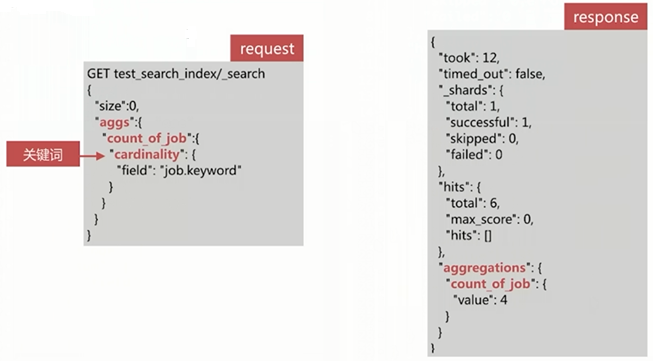 request
GET test_search_index/_search
{
"size":0,
"aggs":{
"count_of_job":{
"cardinality": {
"field": "job.keyword"
}
}
}
}
关键词
response
{
"took": 12,
"timed_out": false,
"_shards": {
"total": 1,
"successful": 1,
"skipped": 0,
"failed": 0
},
"hits": {
"total": 6,
"max_score": 0,
"hits": []
},
"aggregations": {
"count_of_job": {
"value": 4
}
}
}